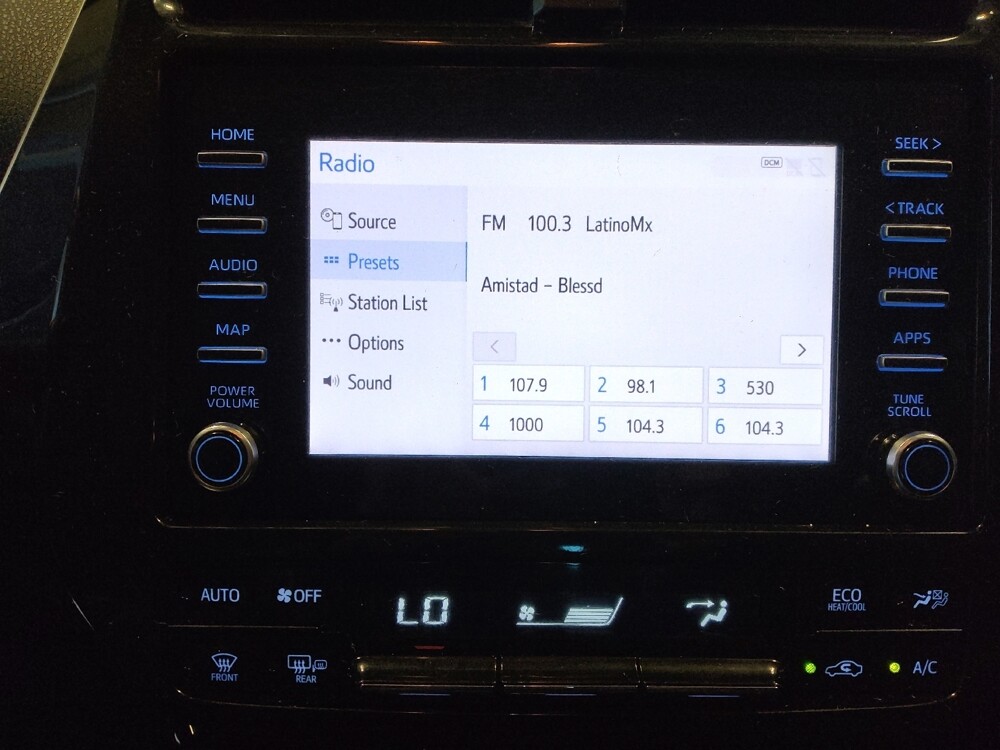 HOME
MENU
AUDIO
MAP
POWER
VOLUME
Radio
DCM
Source
Presets
Station List
Options
Sound
FM 100.3 LatinoMx
Amistad – Blessd
< >
1 107.9 2 98.1 3 530
4 1000 5 104.3 6 104.3
SEEK >
< TRACK
PHONE
APPS
TUNE
SCROLL
AUTO OFF LO ECO
HEAT/COOL
FRONT REAR A/C